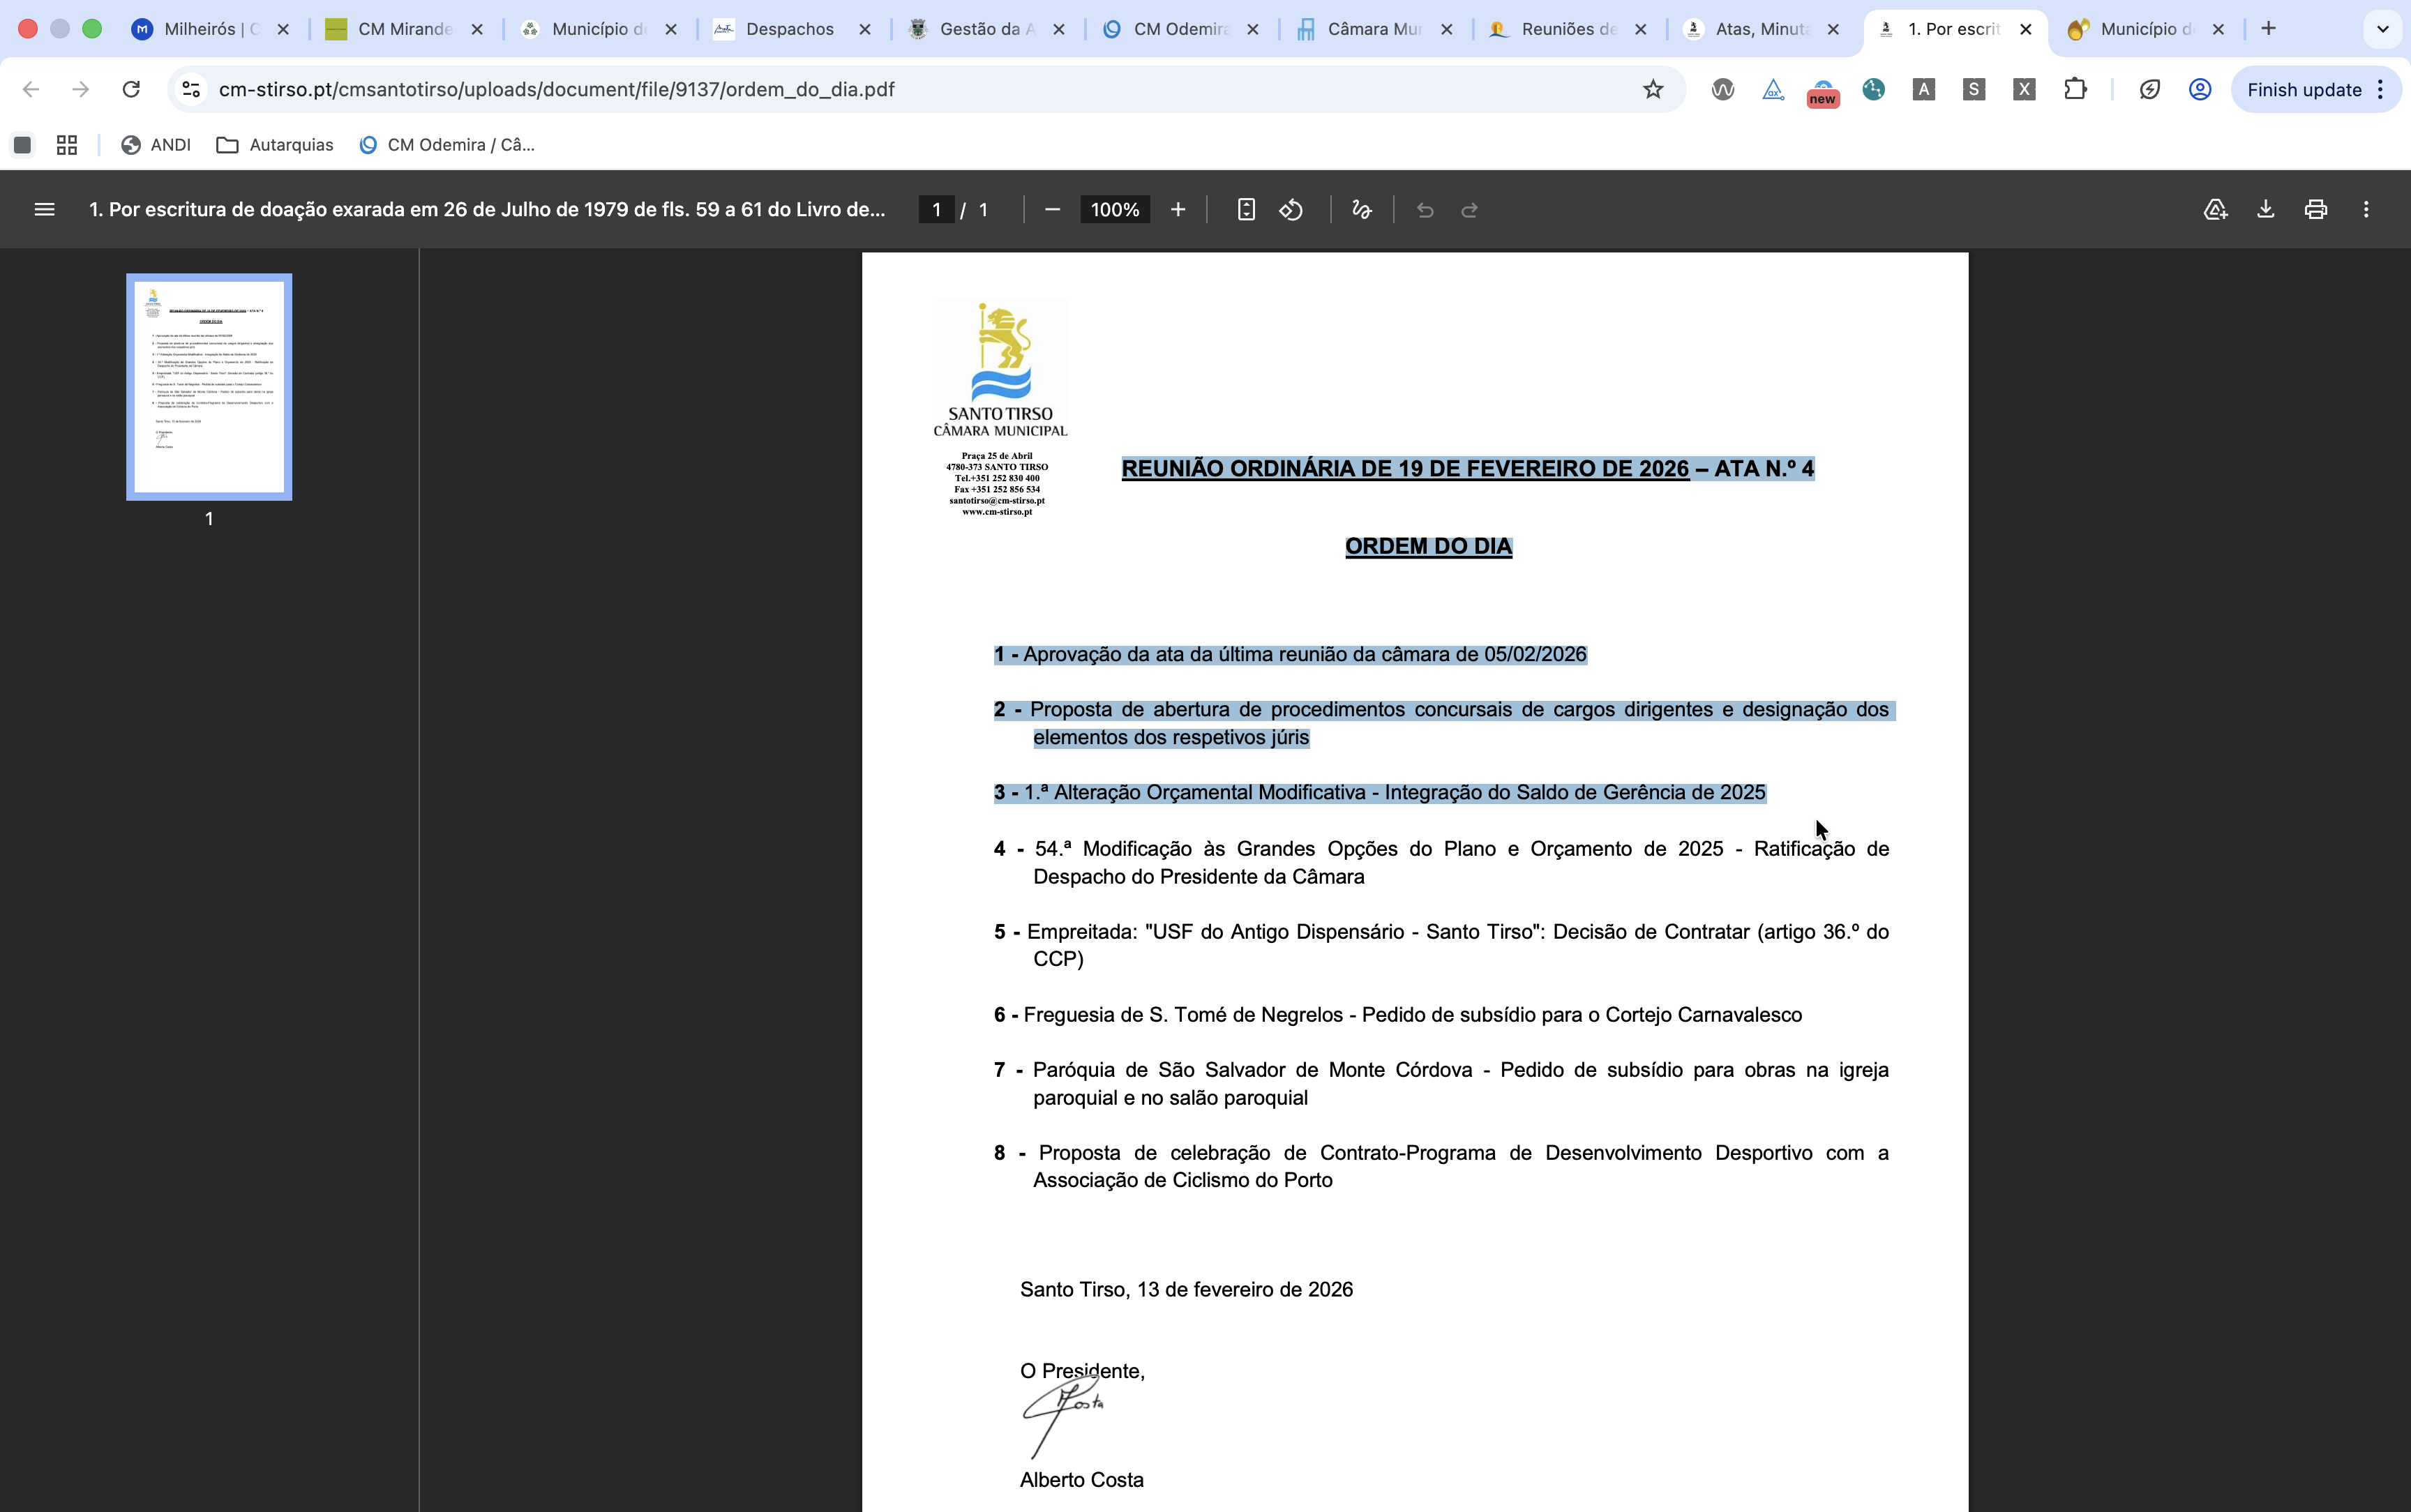 Milheirós | C
CM Mirande
Município de
Despachos
Gestão da A
CM Odemira
Câmara Mun
Reuniões de
Atas, Minuta
1. Por escrit
Município d
cm-stirso.pt/cmsantotirso/uploads/document/file/9137/ordem_do_dia.pdf
new
A
S
X
Finish update
ANDI
Autarquias
CM Odemira / Câ...
1. Por escritura de doação exarada em 26 de Julho de 1979 de fls. 59 a 61 do Livro de...
1 / 1
100%
1
SANTO TIRSO
CÂMARA MUNICIPAL
Praça 25 de Abril
4780-373 SANTO TIRSO
Tel.+351 252 830 400
Fax +351 252 856 534
santotirso@cm-stirso.pt
www.cm-stirso.pt
REUNIÃO ORDINÁRIA DE 19 DE FEVEREIRO DE 2026 – ATA N.º 4
ORDEM DO DIA
1 - Aprovação da ata da última reunião da câmara de 05/02/2026
2 - Proposta de abertura de procedimentos concursais de cargos dirigentes e designação dos
elementos dos respetivos júris
3 - 1.ª Alteração Orçamental Modificativa - Integração do Saldo de Gerência de 2025
4 - 54.ª Modificação às Grandes Opções do Plano e Orçamento de 2025 - Ratificação de
Despacho do Presidente da Câmara
5 - Empreitada: "USF do Antigo Dispensário - Santo Tirso": Decisão de Contratar (artigo 36.º do
CCP)
6 - Freguesia de S. Tomé de Negrelos - Pedido de subsídio para o Cortejo Carnavalesco
7 - Paróquia de São Salvador de Monte Córdova - Pedido de subsídio para obras na igreja
paroquial e no salão paroquial
8 - Proposta de celebração de Contrato-Programa de Desenvolvimento Desportivo com a
Associação de Ciclismo do Porto
Santo Tirso, 13 de fevereiro de 2026
O Presidente,
ACosta
Alberto Costa